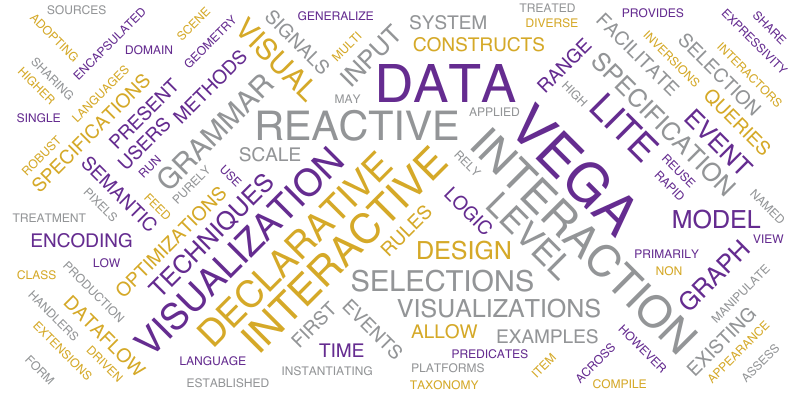 SOURCES
ADOPTING
ENCAPSULATED
SCENE
DOMAIN
GEOMETRY
VISUAL
SIGNALS
GENERALIZE
MULTI
INPUT
SYSTEM
CONSTRUCTS
TREATED
DIVERSE
PROVIDES
SHARE
EXPRESSIVITY
FACILITATE
INVERSIONS
SELECTION
INTERACTORS
SHARING
HIGHER
LANGUAGES
SPECIFICATIONS
PRESENT
USERS
METHODS
GRAMMAR
MAY
DATA
REACTIVE
APPLIED
RANGE
HIGH
LITE
SPECIFICATION
QUERIES
EVENT
SINGLE
ROBUST
RUN
SEMANTIC
SCALE
PURELY
USE
FEED
PIXELS
RELY
VEGA
INTERACTION
REUSE
RAPID
NAMED
TREATMENT
ENCODING
LOW
OPTIMIZATIONS
TECHNIQUES
VISUALIZATION
DECLARATIVE
INTERACTIVE
RULES
LOGIC
LEVEL
MODEL
VIEW
GRAPH
PRIMARILY
NON
CLASS
PRODUCTION
HANDLERS
DATAFLOW
EXTENSIONS
DRIVEN
FORM
DESIGN
SELECTIONS
VISUALIZATIONS
FIRST
EVENTS
ALLOW
EXAMPLES
MANIPULATE
EXISTING
APPEARANCE
ASSESS
LANGUAGE
TIME
INSTANTIATING
ESTABLISHED
PREDICATES
PLATFORMS
TAXONOMY
ITEM
ACROSS
HOWEVER
COMPILE